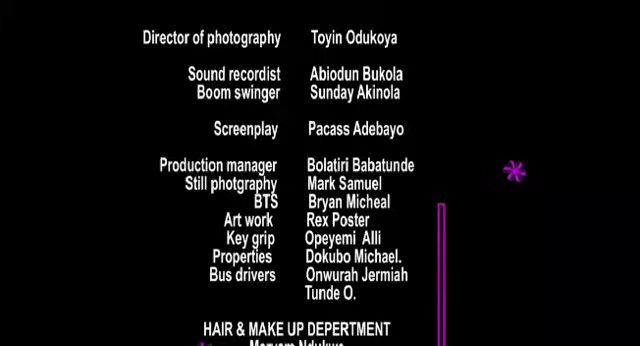 Director of photography Toyin Odukoya
Sound recordist Abiodun Bukola
Boom swinger Sunday Akinola
Screenplay Pacass Adebayo
Production manager Bolatiri Babatunde
Still photgraphy Mark Samuel
BTS Bryan Micheal
Art work Rex Poster
Key grip Opeyemi Alli
Properties Dokubo Michael.
Bus drivers Onwurah Jermiah
Tunde O.
HAIR & MAKE UP DEPERTMENT
Maryam Ndukwe